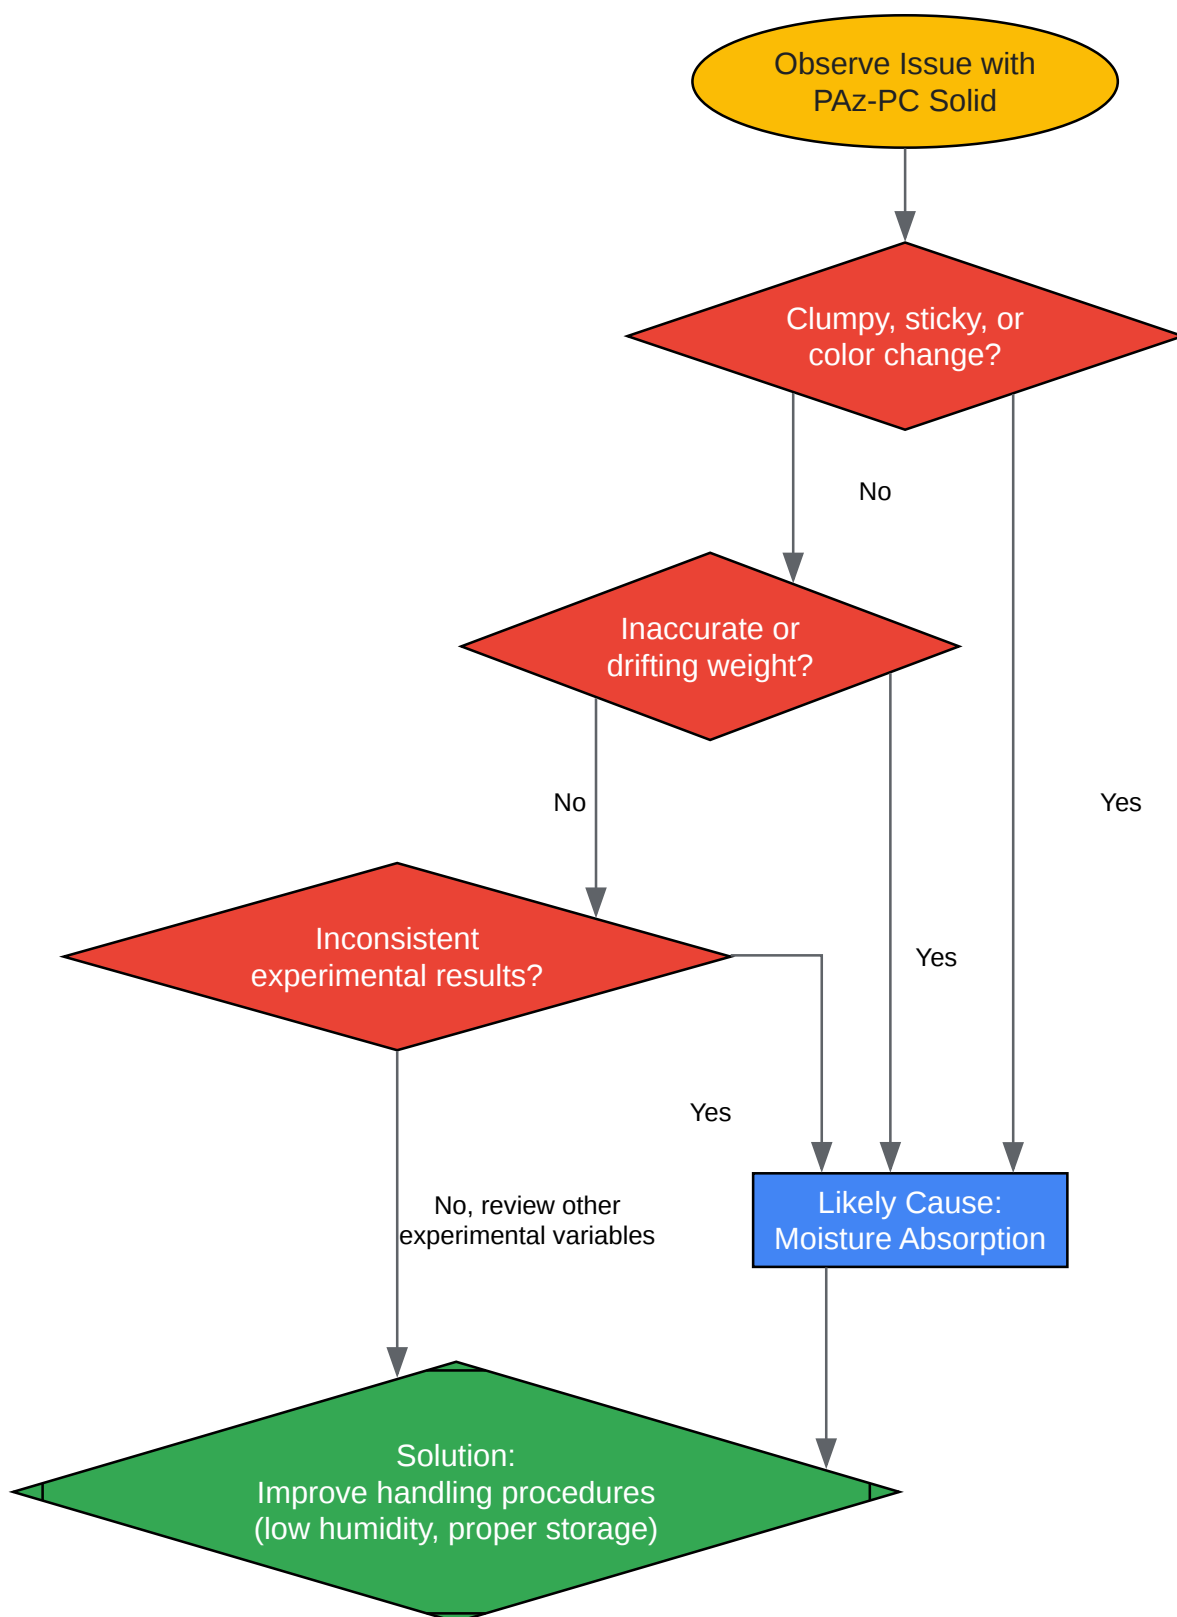 Observe Issue with
PAz-PC Solid
Clumpy, sticky, or
color change?
No
Inaccurate or
drifting weight?
No
Yes
Inconsistent
experimental results?
Yes
Yes
No, review other
experimental variables
Likely Cause:
Moisture Absorption
Solution:
Improve handling procedures
(low humidity, proper storage)